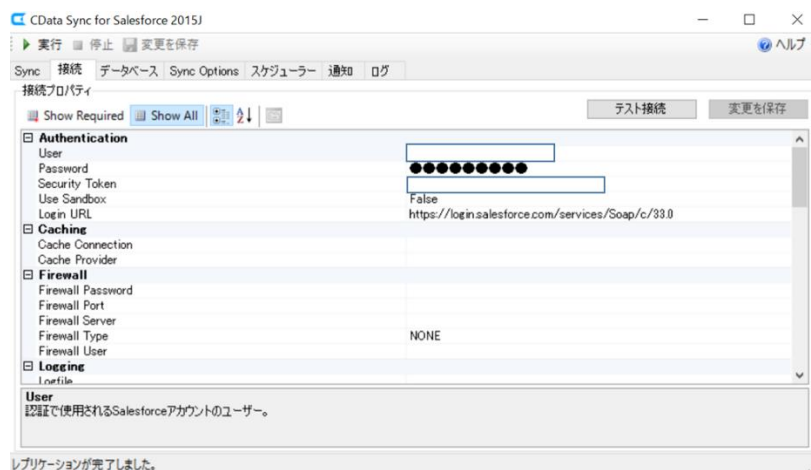 CData Sync for Salesforce 2015J
実行 停止 変更を保存 ヘルプ
Sync 接続 データベース Sync Options スケジューラー 通知 ログ
接続プロパティ
Show Required Show All テスト接続 変更を保存
Authentication
User
Password ●●●●●●●●●
Security Token
Use Sandbox False
Login URL https://login.salesforce.com/services/Soap/c/33.0
Caching
Cache Connection
Cache Provider
Firewall
Firewall Password
Firewall Port
Firewall Server
Firewall Type NONE
Firewall User
Logging
Logfile
User
認証で使用されるSalesforceアカウントのユーザー。
レプリケーションが完了しました。